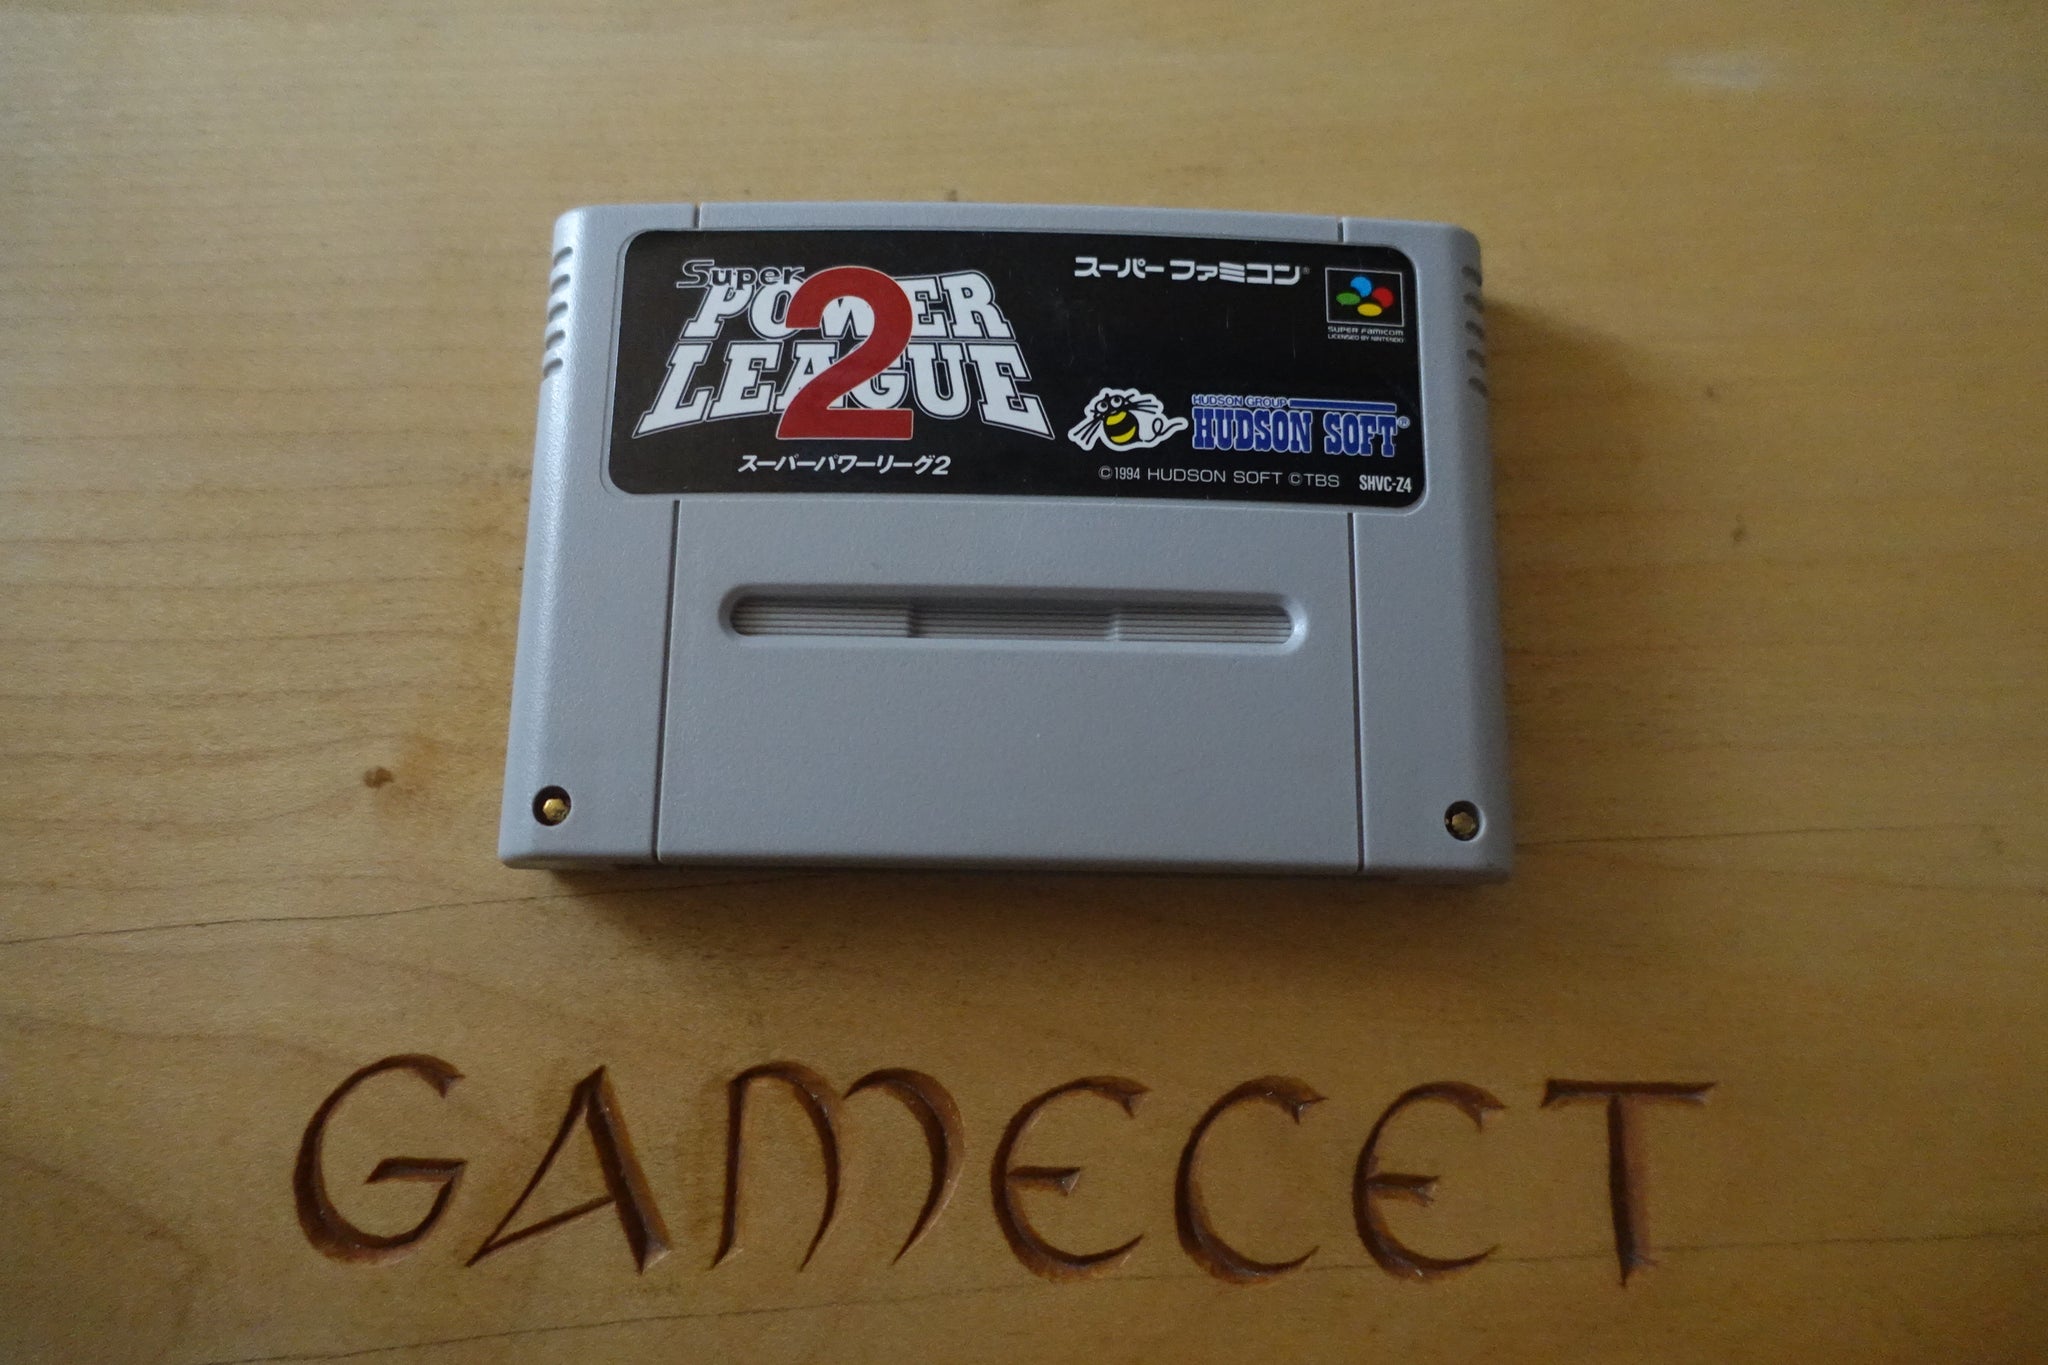 Super
POWER
LEAGUE
2
スーパーパワーリーグ2
スーパーファミコン®
SUPER FAMICOM
LICENSED BY NINTENDO
HUDSON GROUP
HUDSON SOFT®
©1994 HUDSON SOFT ©TBS SHVC-Z4
GAMECET